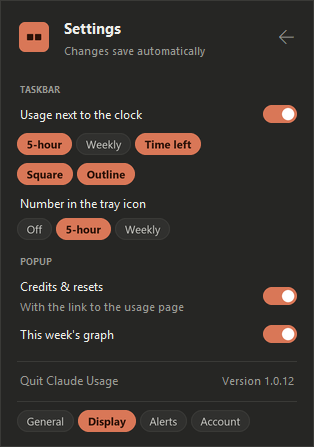 Settings
Changes save automatically
TASKBAR
Usage next to the clock
5-hour Weekly Time left
Square Outline
Number in the tray icon
Off 5-hour Weekly
POPUP
Credits & resets
With the link to the usage page
This week's graph
Quit Claude Usage Version 1.0.12
General Display Alerts Account